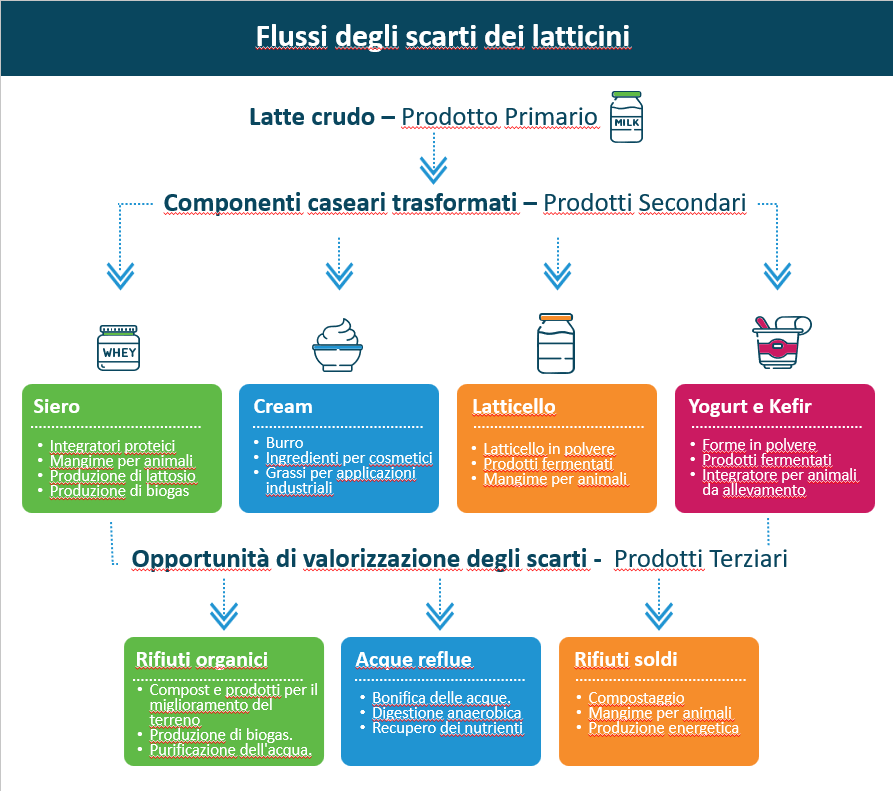 Flussi degli scarti dei latticini
Latte crudo – Prodotto Primario
MILK
Componenti caseari trasformati – Prodotti Secondari
WHEY
Siero
• Integratori proteici
• Mangime per animali
• Produzione di lattosio
• Produzione di biogas
Cream
• Burro
• Ingredienti per cosmetici
• Grassi per applicazioni
industriali
Latticello
• Latticello in polvere
• Prodotti fermentati
• Mangime per animali
Yogurt e Kefir
• Forme in polvere
• Prodotti fermentati
• Integratore per animali
da allevamento
Opportunità di valorizzazione degli scarti - Prodotti Terziari
Rifiuti organici
• Compost e prodotti per il
miglioramento del
terreno
• Produzione di biogas.
• Purificazione dell'acqua.
Acque reflue
• Bonifica delle acque.
• Digestione anaerobica
• Recupero dei nutrienti
Rifiuti soldi
• Compostaggio
• Mangime per animali
• Produzione energetica